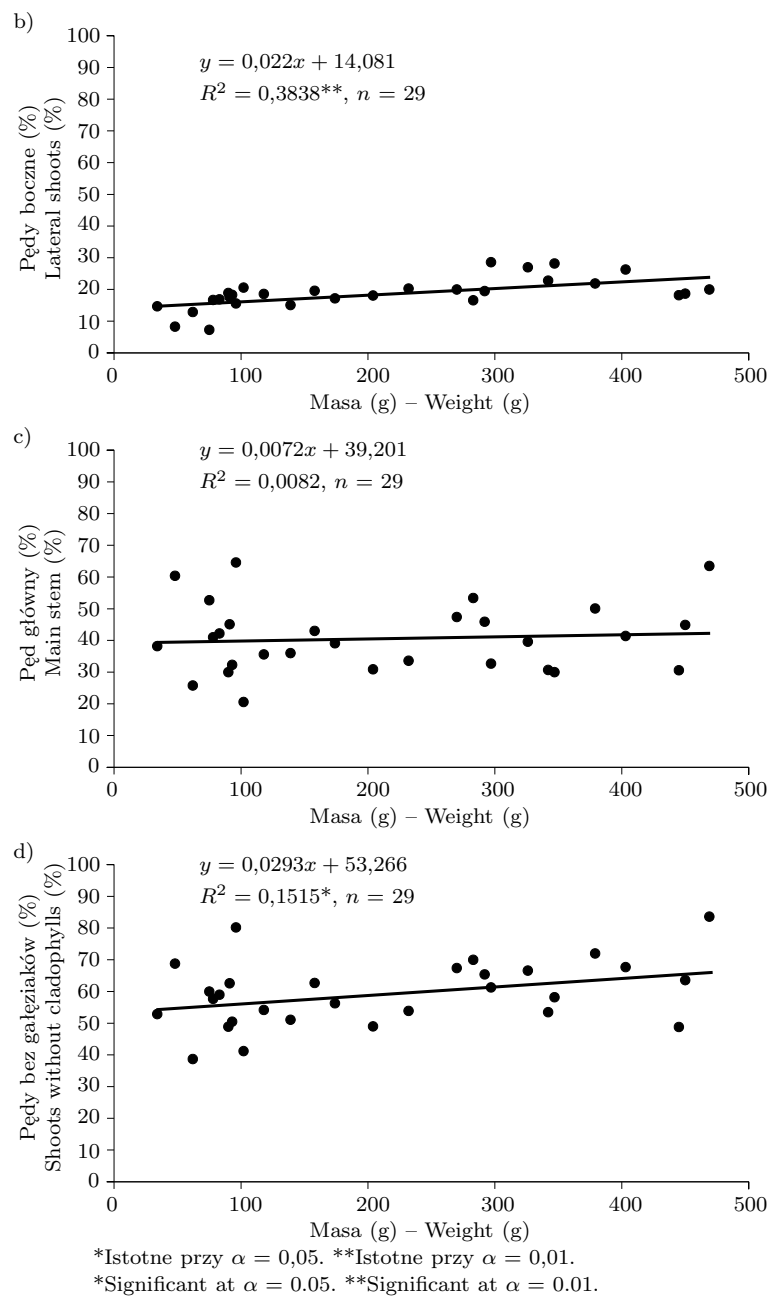 b)
y = 0,022x + 14,081
R² = 0,3838**, n = 29
Pędy boczne (%)
Lateral shoots (%)
100
90
80
70
60
50
40
30
20
10
0
0 100 200 300 400 500
Masa (g) – Weight (g)
c)
y = 0,0072x + 39,201
R² = 0,0082, n = 29
Pęd główny (%)
Main stem (%)
100
90
80
70
60
50
40
30
20
10
0
0 100 200 300 400 500
Masa (g) – Weight (g)
d)
y = 0,0293x + 53,266
R² = 0,1515*, n = 29
Pędy bez gałęziaków (%)
Shoots without cladophylls (%)
100
90
80
70
60
50
40
30
20
10
0
0 100 200 300 400 500
Masa (g) – Weight (g)
*Istotne przy α = 0,05. **Istotne przy α = 0,01.
*Significant at α = 0.05. **Significant at α = 0.01.